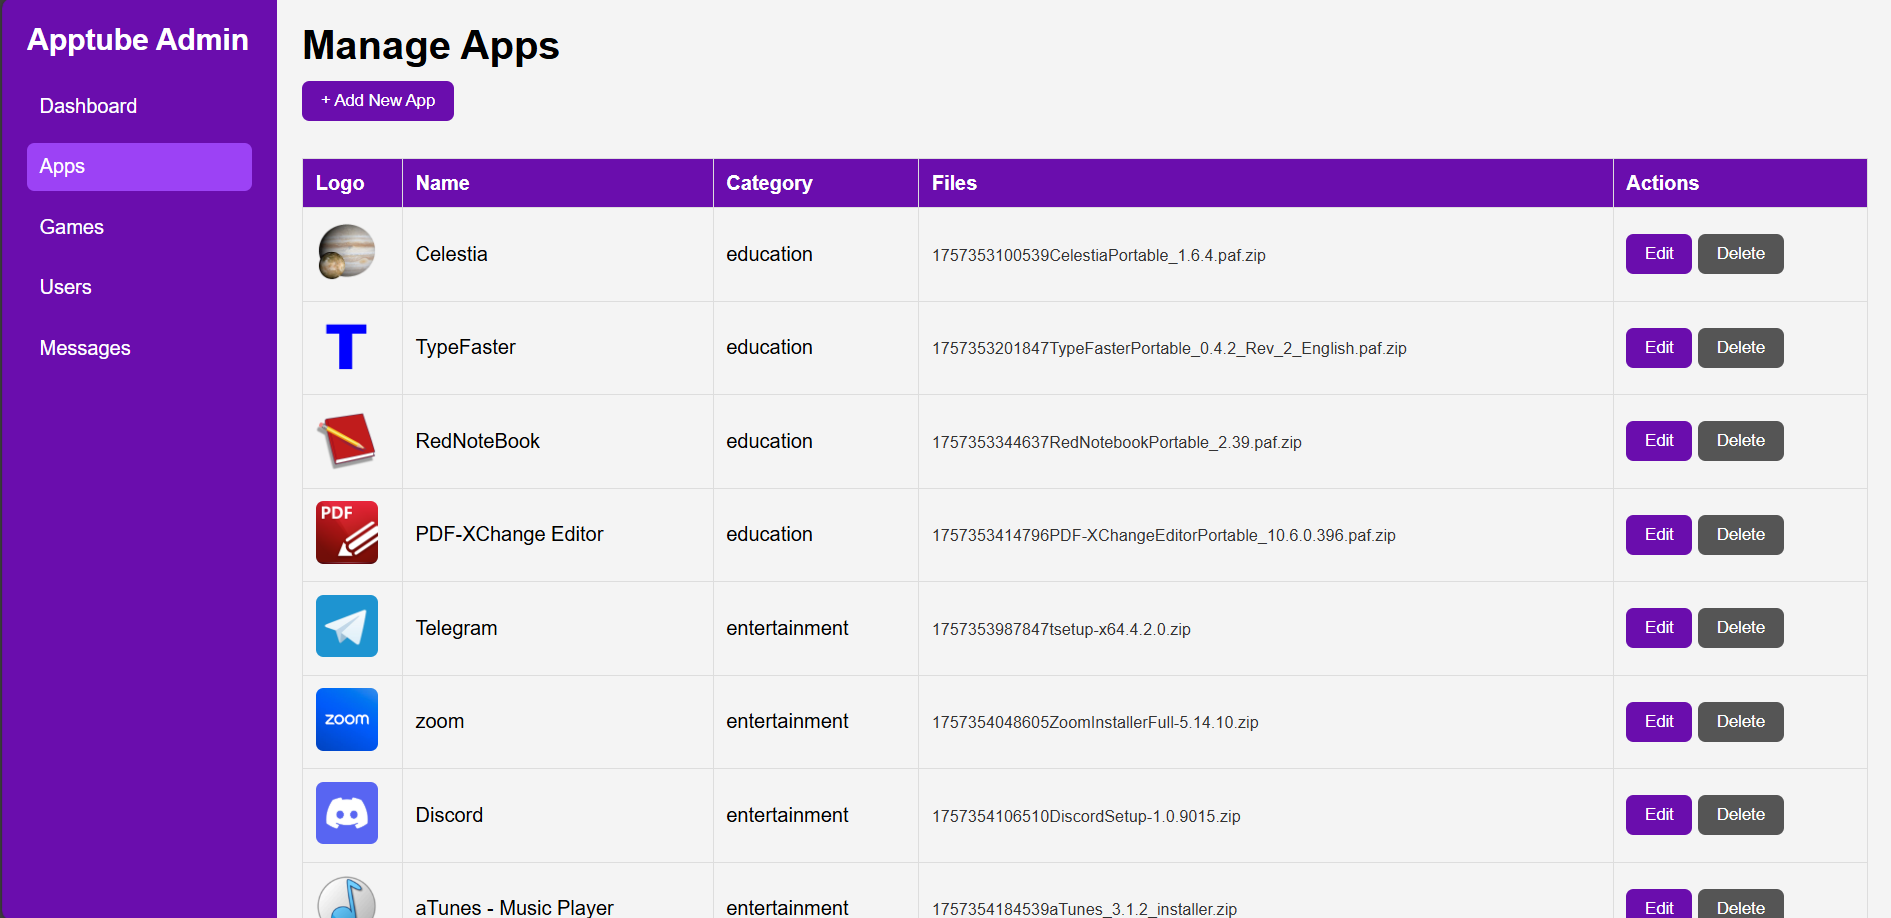 Apptube Admin
Dashboard
Apps
Games
Users
Messages
Manage Apps
+ Add New App
Logo Name Category Files Actions
Celestia education 1757353100539CelestiaPortable_1.6.4.paf.zip Edit Delete
T TypeFaster education 1757353201847TypeFasterPortable_0.4.2_Rev_2_English.paf.zip Edit Delete
RedNoteBook education 1757353344637RedNotebookPortable_2.39.paf.zip Edit Delete
PDF PDF-XChange Editor education 1757353414796PDF-XChangeEditorPortable_10.6.0.396.paf.zip Edit Delete
Telegram entertainment 1757353987847tsetup-x64.4.2.0.zip Edit Delete
zoom zoom entertainment 1757354048605ZoomInstallerFull-5.14.10.zip Edit Delete
Discord entertainment 1757354106510DiscordSetup-1.0.9015.zip Edit Delete
aTunes - Music Player entertainment 1757354184539aTunes_3.1.2_installer.zip Edit Delete